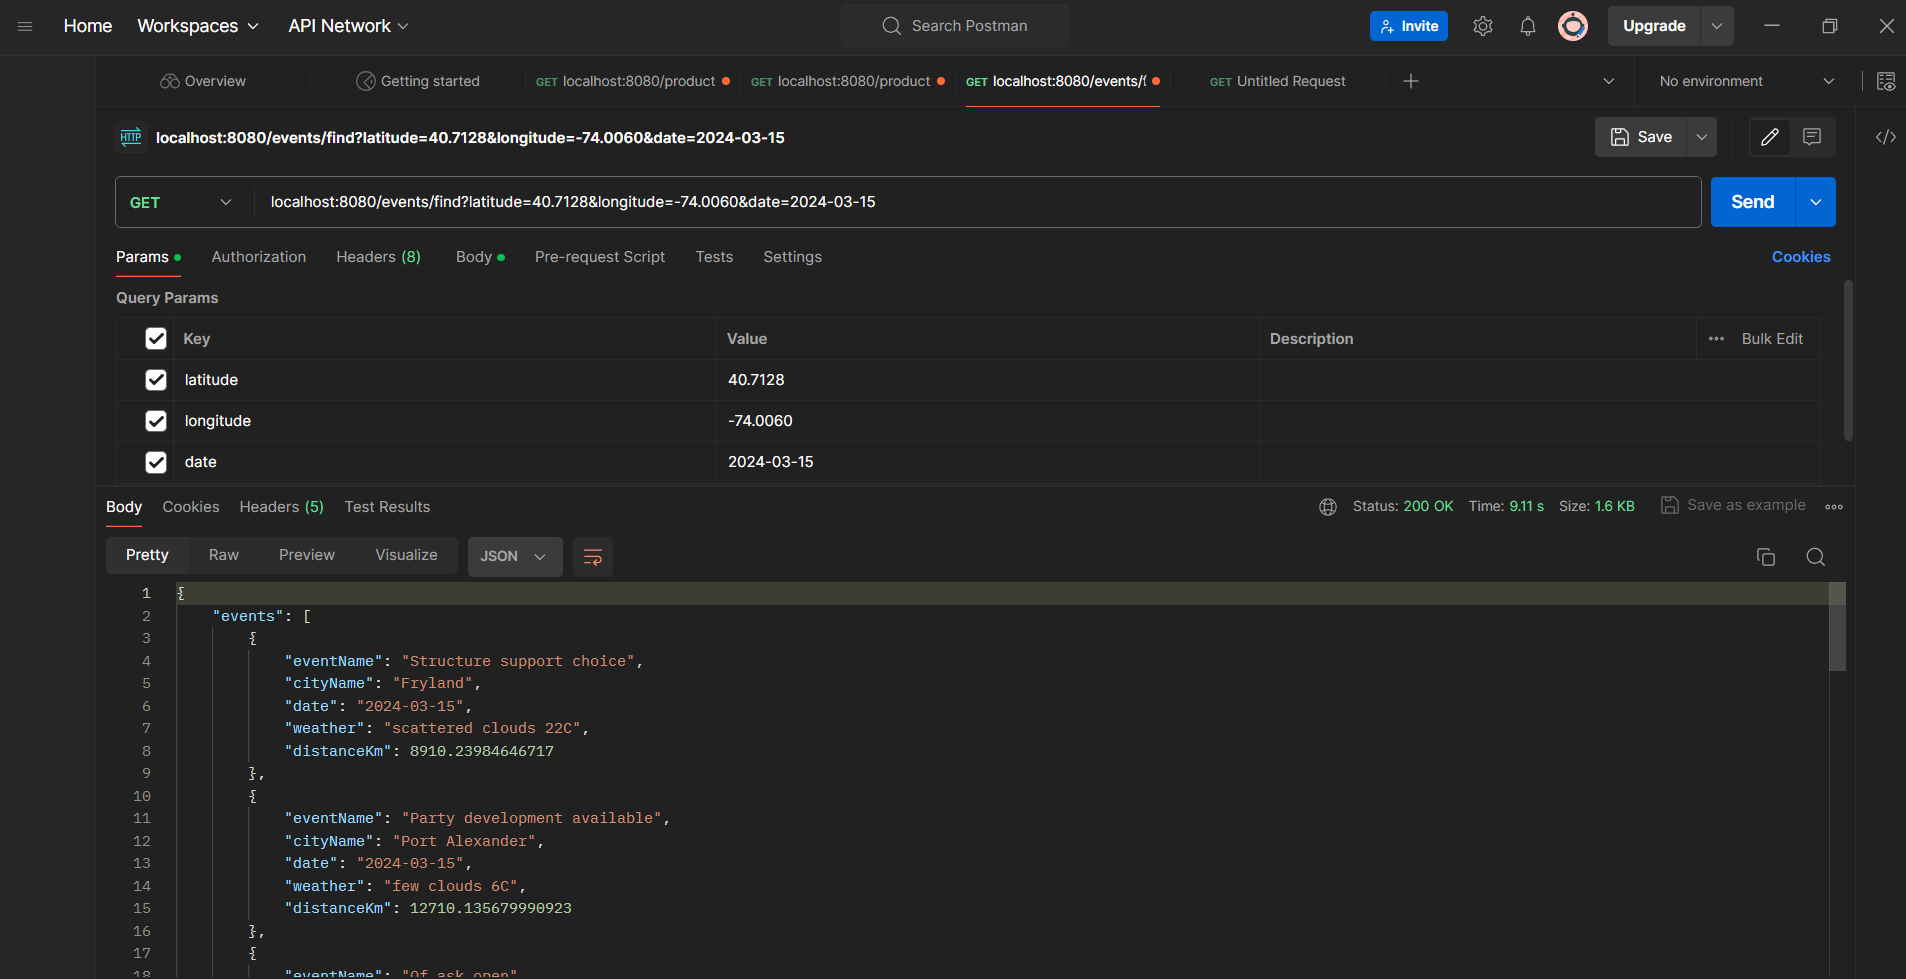 Home Workspaces API Network Search Postman Invite Upgrade
Overview Getting started GET localhost:8080/product GET localhost:8080/product GET localhost:8080/events/f GET Untitled Request No environment
HTTP localhost:8080/events/find?latitude=40.7128&longitude=-74.0060&date=2024-03-15 Save
GET localhost:8080/events/find?latitude=40.7128&longitude=-74.0060&date=2024-03-15 Send
Params Authorization Headers (8) Body Pre-request Script Tests Settings Cookies
Query Params
Key Value Description Bulk Edit
latitude 40.7128
longitude -74.0060
date 2024-03-15
Body Cookies Headers (5) Test Results Status: 200 OK Time: 9.11 s Size: 1.6 KB Save as example
Pretty Raw Preview Visualize JSON
1 {
2 "events": [
3 {
4 "eventName": "Structure support choice",
5 "cityName": "Fryland",
6 "date": "2024-03-15",
7 "weather": "scattered clouds 22C",
8 "distanceKm": 8910.23984646717
9 },
10 {
11 "eventName": "Party development available",
12 "cityName": "Port Alexander",
13 "date": "2024-03-15",
14 "weather": "few clouds 6C",
15 "distanceKm": 12710.135679990923
16 },
17 {
18 "eventName": "Of ask open"